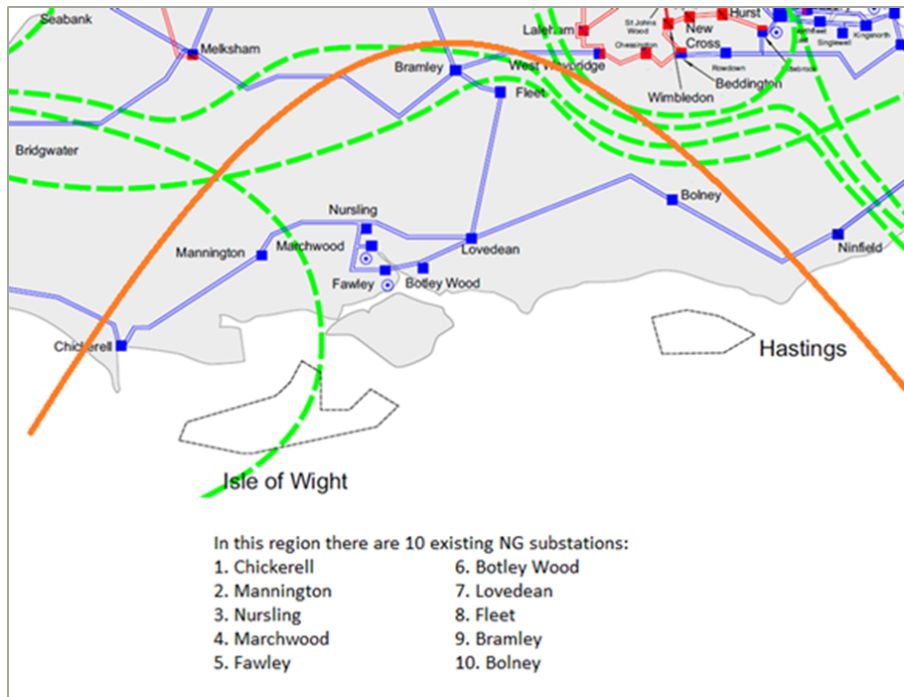 Seabank
Melksham
Bramley
Laleham
St Johns
Wood
Hurst
New
Cross
Chessington
West Weybridge
Singlewell
Kingsnorth
Rowdown
Beddington
Wimbledon
Fleet
Bridgwater
Bolney
Nursling
Mannington
Marchwood
Lovedean
Ninfield
Fawley
Botley Wood
Chickerell
Hastings
Isle of Wight
In this region there are 10 existing NG substations:
1. Chickerell
2. Mannington
3. Nursling
4. Marchwood
5. Fawley
6. Botley Wood
7. Lovedean
8. Fleet
9. Bramley
10. Bolney